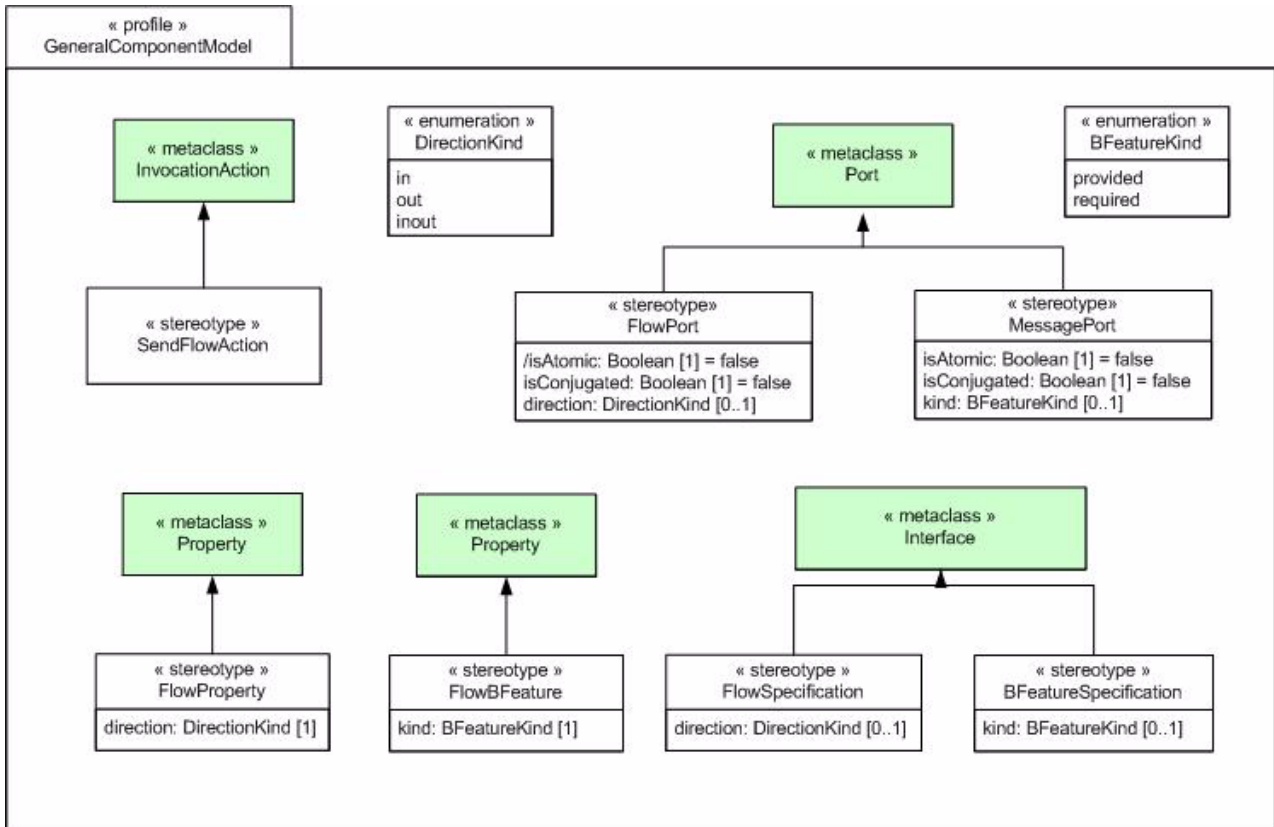 « profile »
GeneralComponentModel
« metaclass »
InvocationAction
« enumeration »
DirectionKind
in
out
inout
« metaclass »
Port
« enumeration »
BFeatureKind
provided
required
« stereotype »
SendFlowAction
« stereotype»
FlowPort
/isAtomic: Boolean [1] = false
isConjugated: Boolean [1] = false
direction: DirectionKind [0..1]
« stereotype»
MessagePort
isAtomic: Boolean [1] = false
isConjugated: Boolean [1] = false
kind: BFeatureKind [0..1]
« metaclass »
Property
« metaclass »
Property
« metaclass »
Interface
« stereotype »
FlowProperty
direction: DirectionKind [1]
« stereotype »
FlowBFeature
kind: BFeatureKind [1]
« stereotype »
FlowSpecification
direction: DirectionKind [0..1]
« stereotype »
BFeatureSpecification
kind: BFeatureKind [0..1]